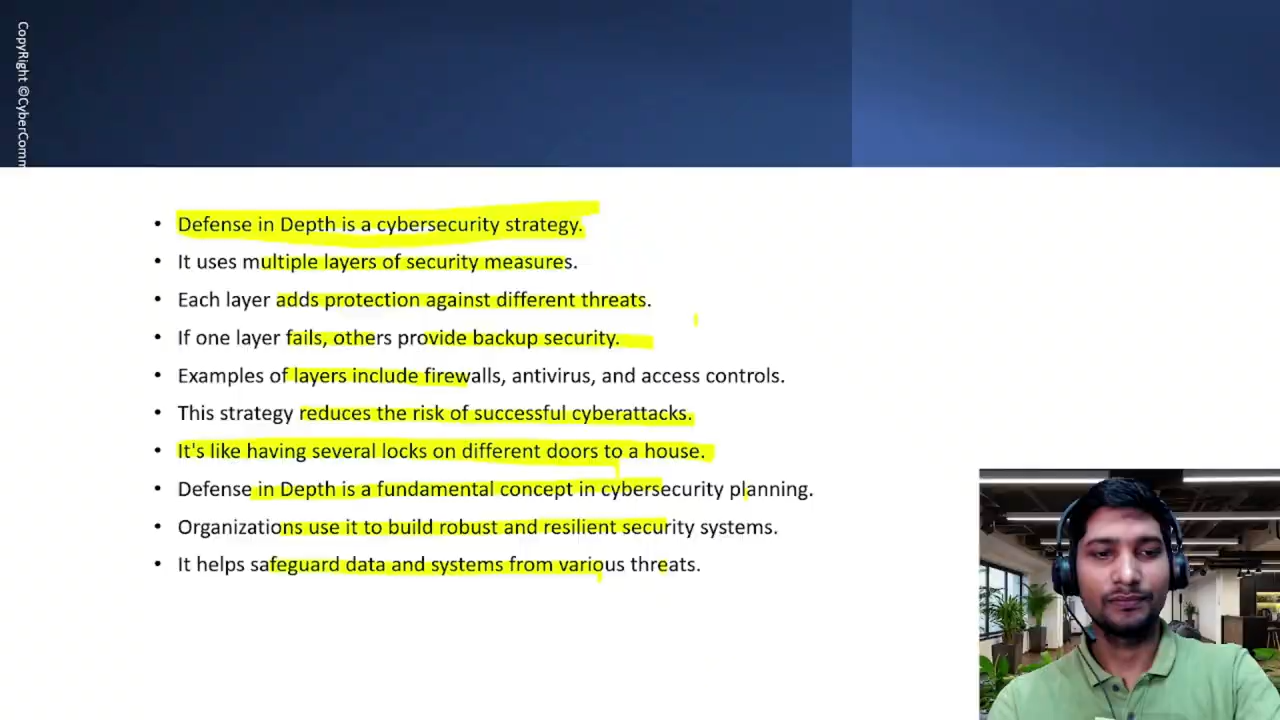 CopyRight ©CyberComm
• Defense in Depth is a cybersecurity strategy.
• It uses multiple layers of security measures.
• Each layer adds protection against different threats.
• If one layer fails, others provide backup security.
• Examples of layers include firewalls, antivirus, and access controls.
• This strategy reduces the risk of successful cyberattacks.
• It's like having several locks on different doors to a house.
• Defense in Depth is a fundamental concept in cybersecurity planning.
• Organizations use it to build robust and resilient security systems.
• It helps safeguard data and systems from various threats.